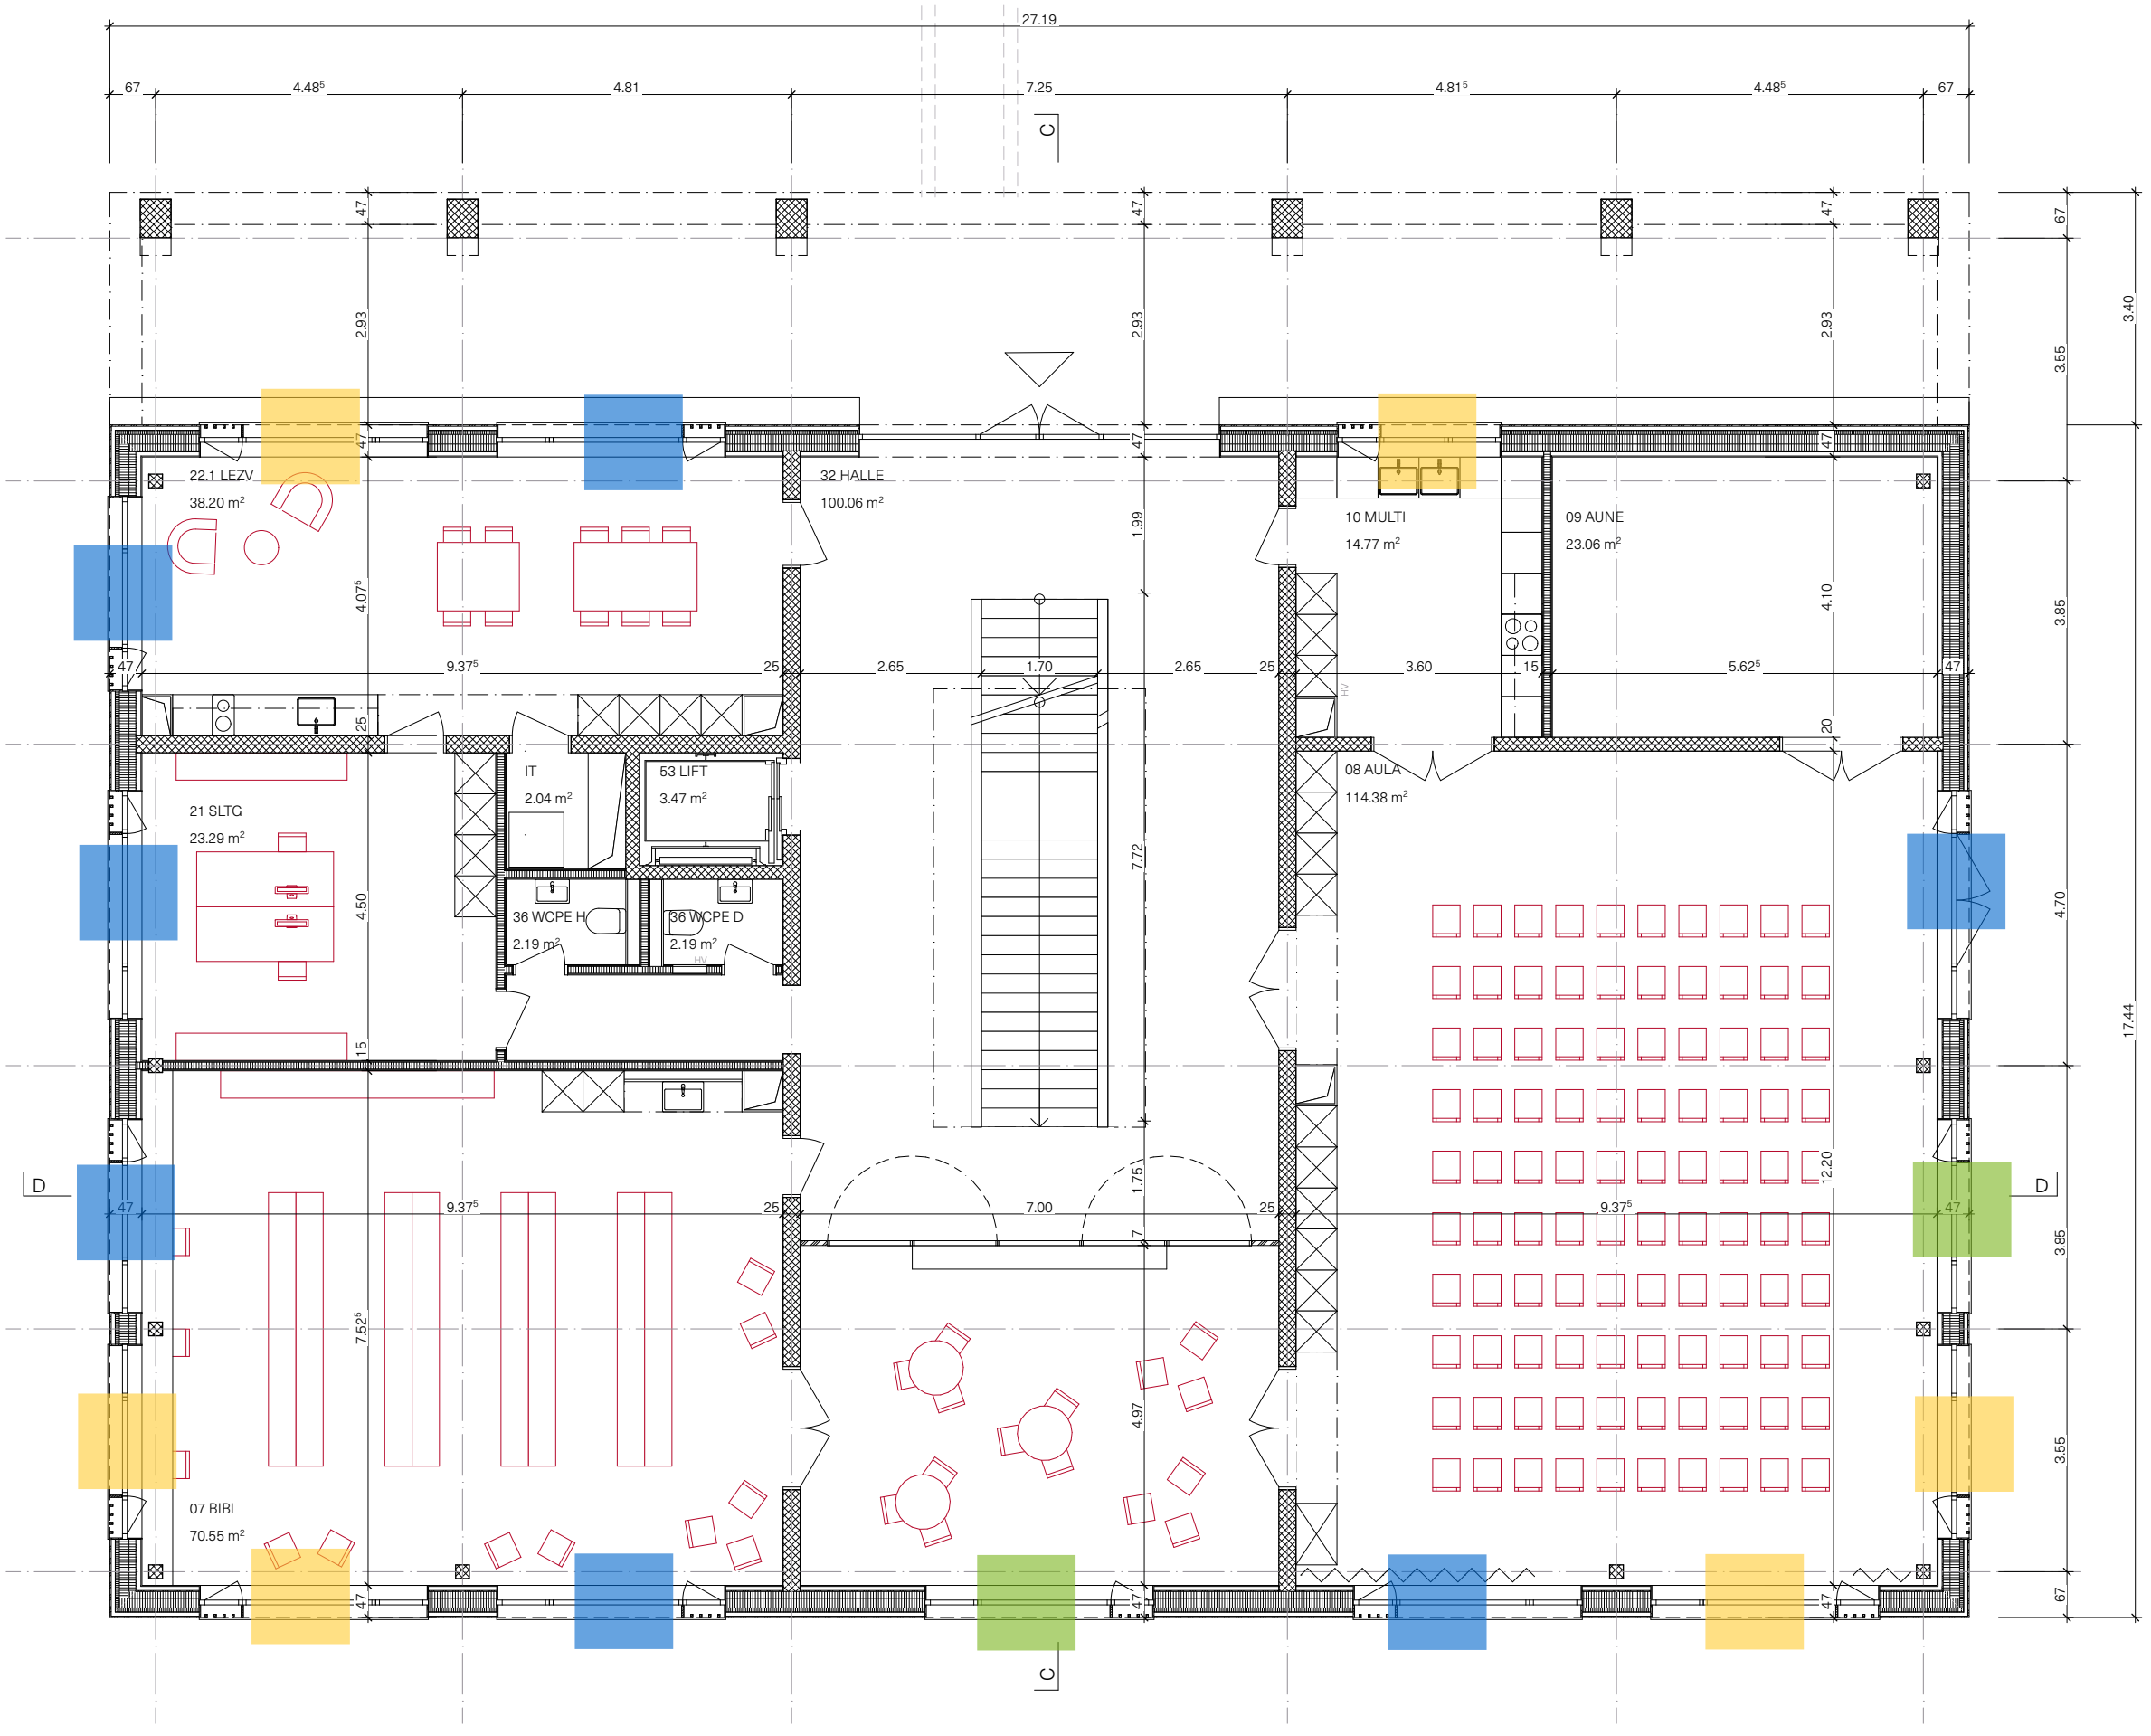 27.19
67 4.48⁵ 4.81 7.25 4.81⁵ 4.48⁵ 67
C
47 47 47 67
2.93 2.93 2.93 3.55 3.40
47 47 47
22.1 LEZV
38.20 m²
32 HALLE
100.06 m²
10 MULTI
14.77 m²
09 AUNE
23.06 m²
4.07⁵ 1.99 4.10 3.85
47 9.37⁵ 25 2.65 1.70 2.65 25 3.60 15 5.62⁵ 47
HV
25 20
IT
2.04 m²
53 LIFT
3.47 m²
08 AULA
114.38 m²
21 SLTG
23.29 m²
4.50 7.72 4.70
36 WCPE H
2.19 m²
36 WCPE D
2.19 m²
HV
17.44
15
D D
1.75 12.20
47 9.37⁵ 25 7.00 25 9.37⁵ 47
7 3.85
7.52⁵
4.97 3.55
07 BIBL
70.55 m²
47 47 47 67
C